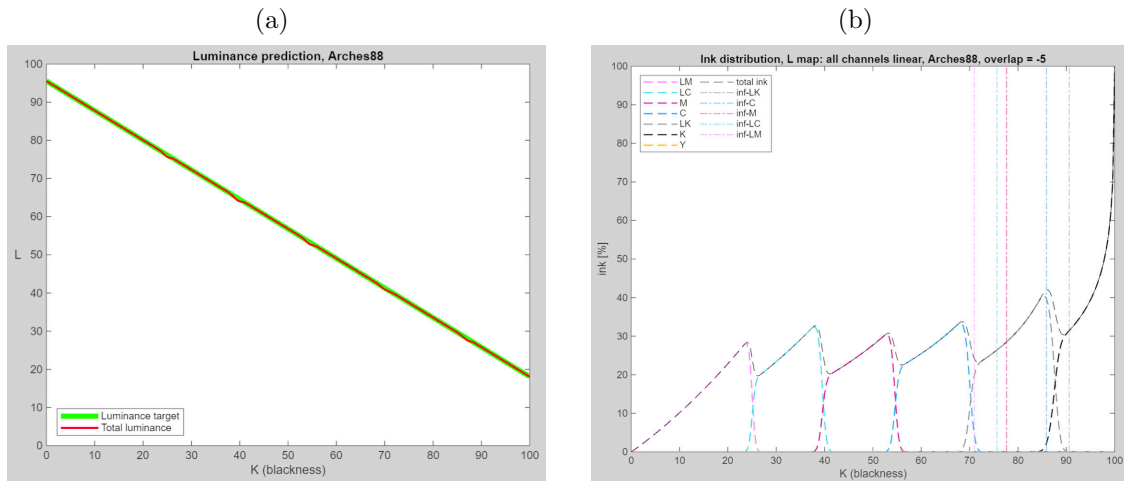 (a)
Luminance prediction, Arches88
100
90
80
70
60
50
40
30
20
10
0
L
Luminance target
Total luminance
0 10 20 30 40 50 60 70 80 90 100
K (blackness)
(b)
Ink distribution, L map: all channels linear, Arches88, overlap = -5
100
90
80
70
60
50
40
30
20
10
0
ink [%]
LM
LC
M
C
LK
K
Y
total ink
inf-LK
inf-C
inf-M
inf-LC
inf-LM
0 10 20 30 40 50 60 70 80 90 100
K (blackness)